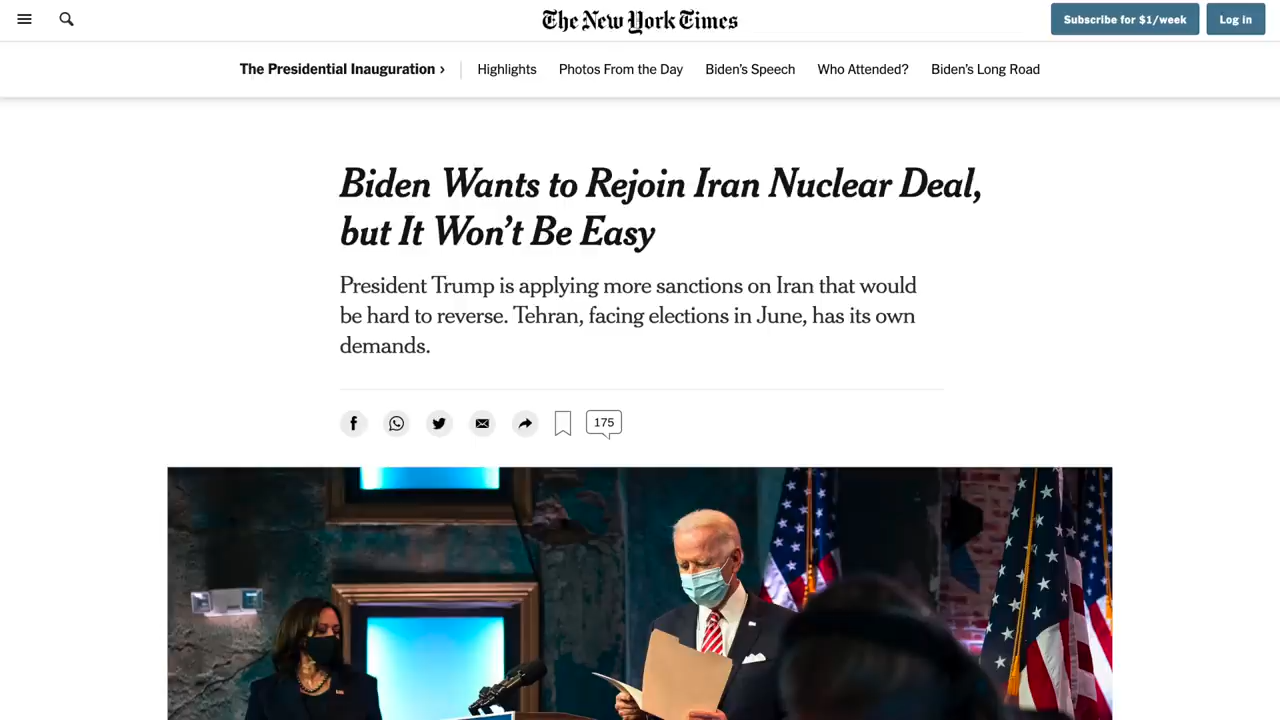 The New York Times
Subscribe for $1/week
Log in
The Presidential Inauguration ›
Highlights
Photos From the Day
Biden’s Speech
Who Attended?
Biden’s Long Road
Biden Wants to Rejoin Iran Nuclear Deal,
but It Won’t Be Easy
President Trump is applying more sanctions on Iran that would
be hard to reverse. Tehran, facing elections in June, has its own
demands.
175